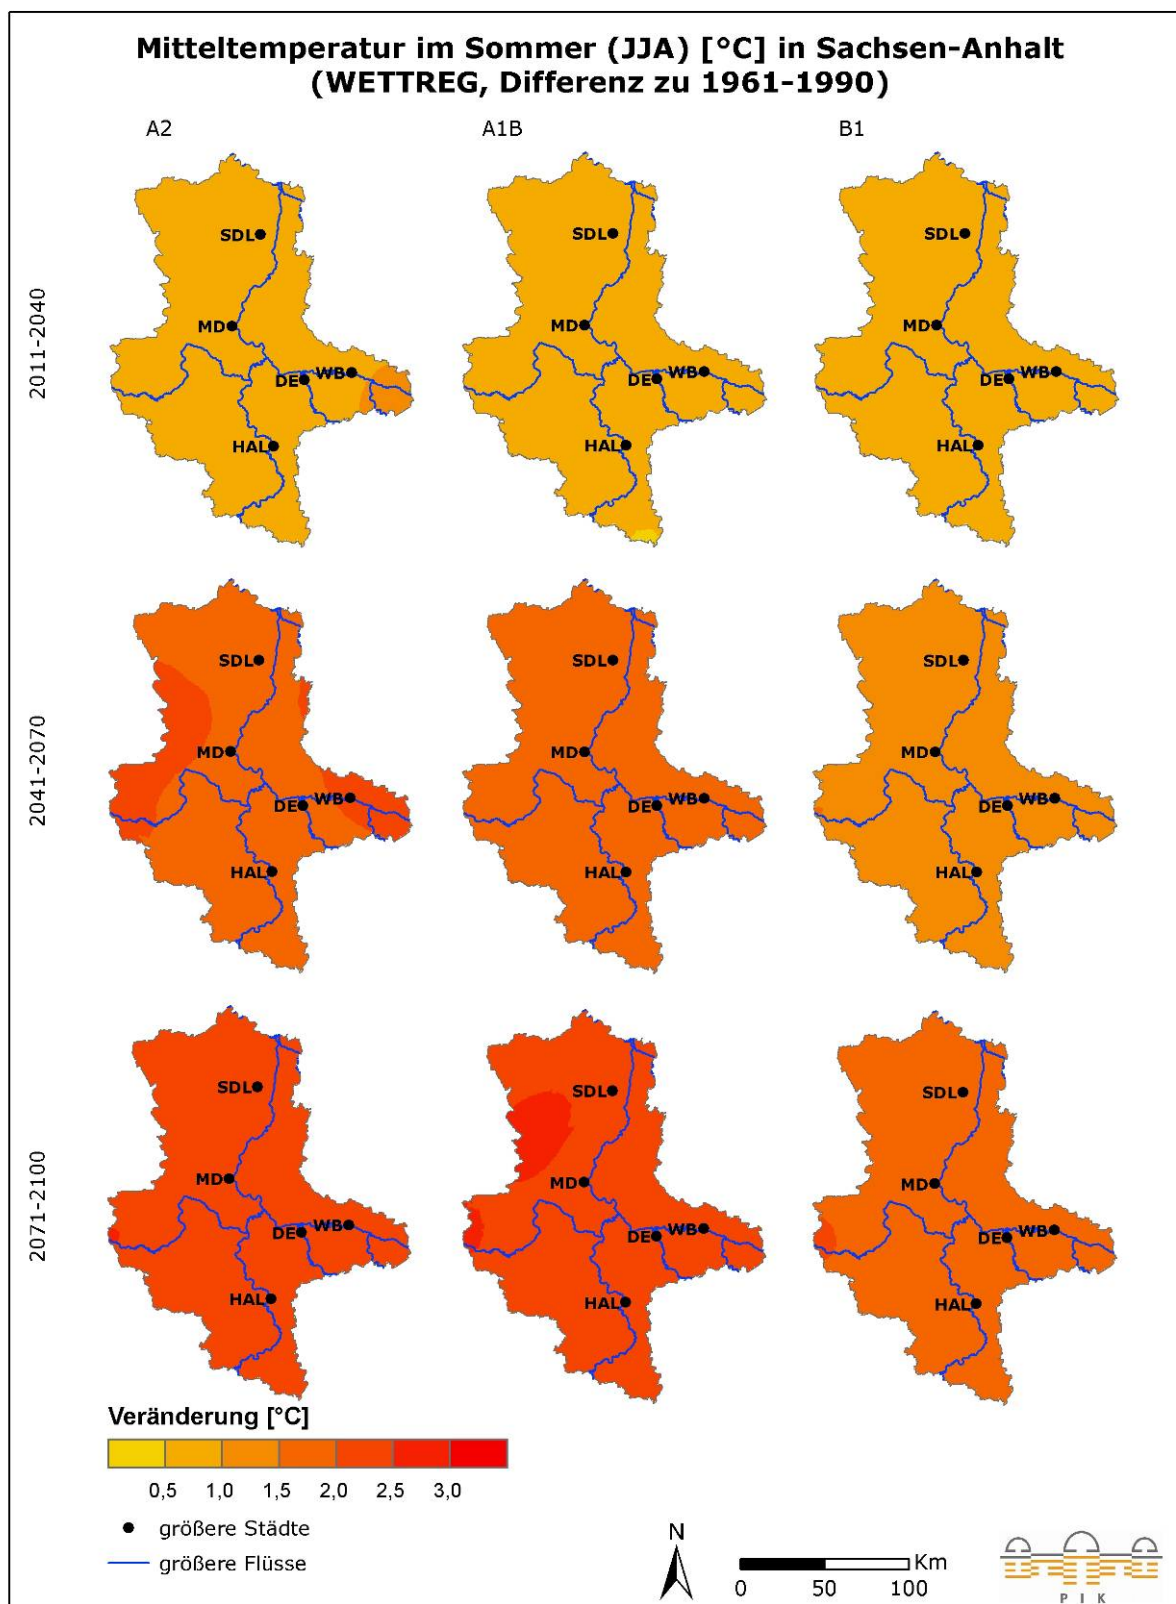 Mitteltemperatur im Sommer (JJA) [°C] in Sachsen-Anhalt
(WETTREG, Differenz zu 1961-1990)
A2 A1B B1
2011-2040
SDL SDL SDL
MD MD MD
DE WB DE WB DE WB
HAL HAL HAL
2041-2070
SDL SDL SDL
MD MD MD
DE WB DE WB DE WB
HAL HAL HAL
2071-2100
SDL SDL SDL
MD MD MD
DE WB DE WB DE WB
HAL HAL HAL
Veränderung [°C]
0,5 1,0 1,5 2,0 2,5 3,0
größere Städte
größere Flüsse
N
Km
0 50 100
P I K